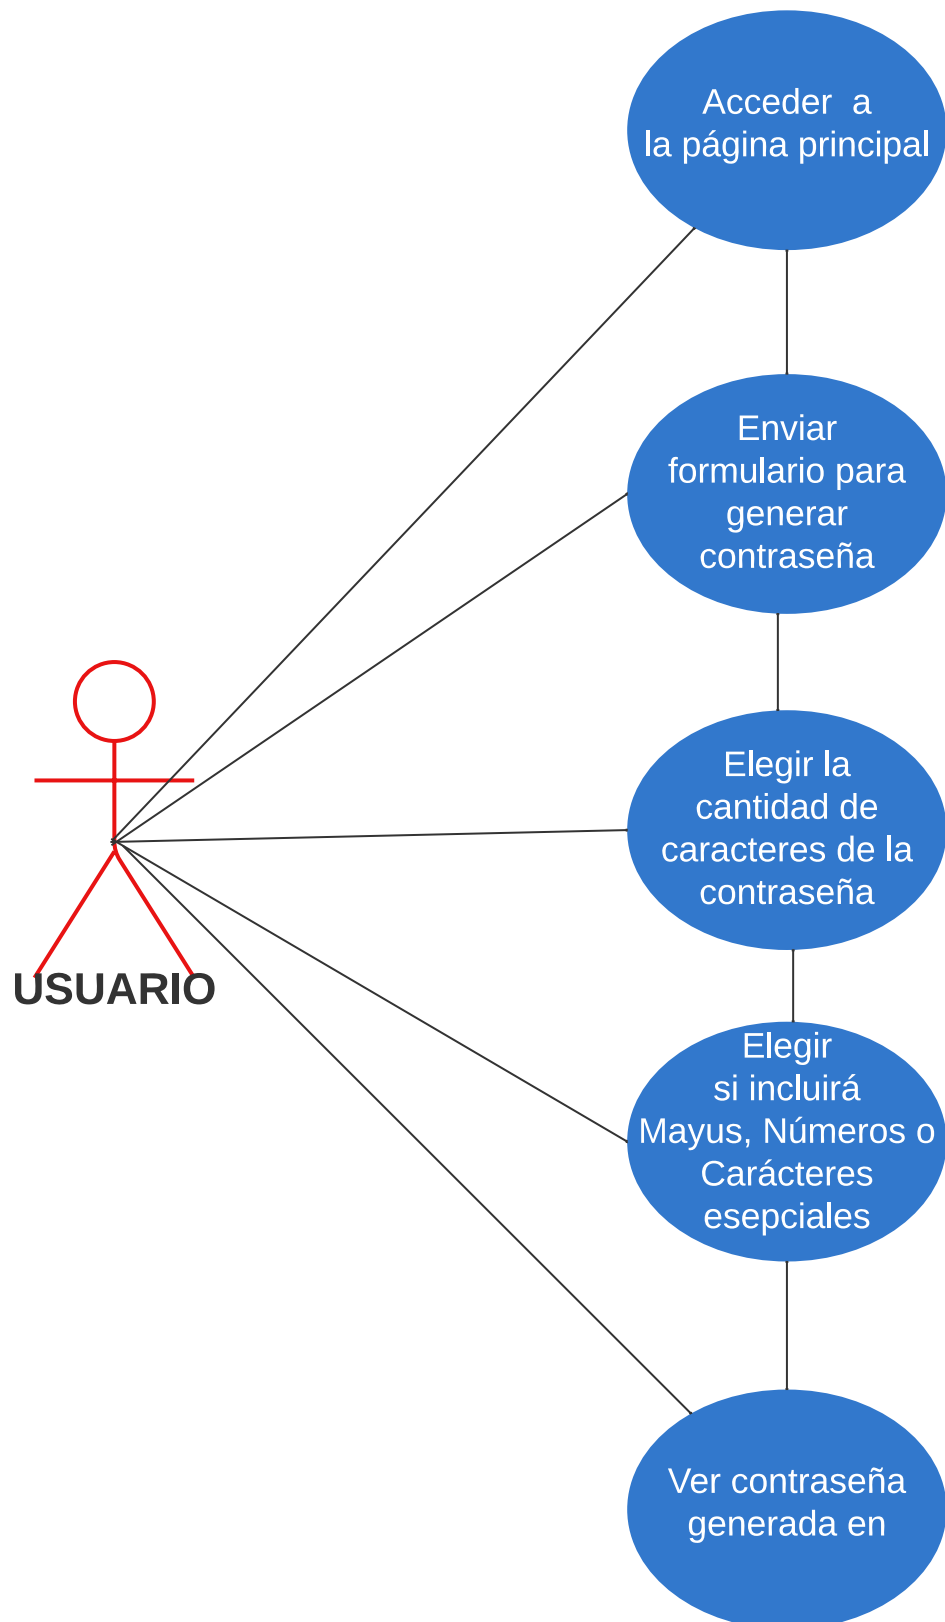 Acceder  a
la página principal
Enviar
formulario para
generar
contraseña
Elegir la
cantidad de
caracteres de la
contraseña
USUARIO
Elegir
si incluirá
Mayus, Números o
Carácteres
esepciales
Ver contraseña
generada en